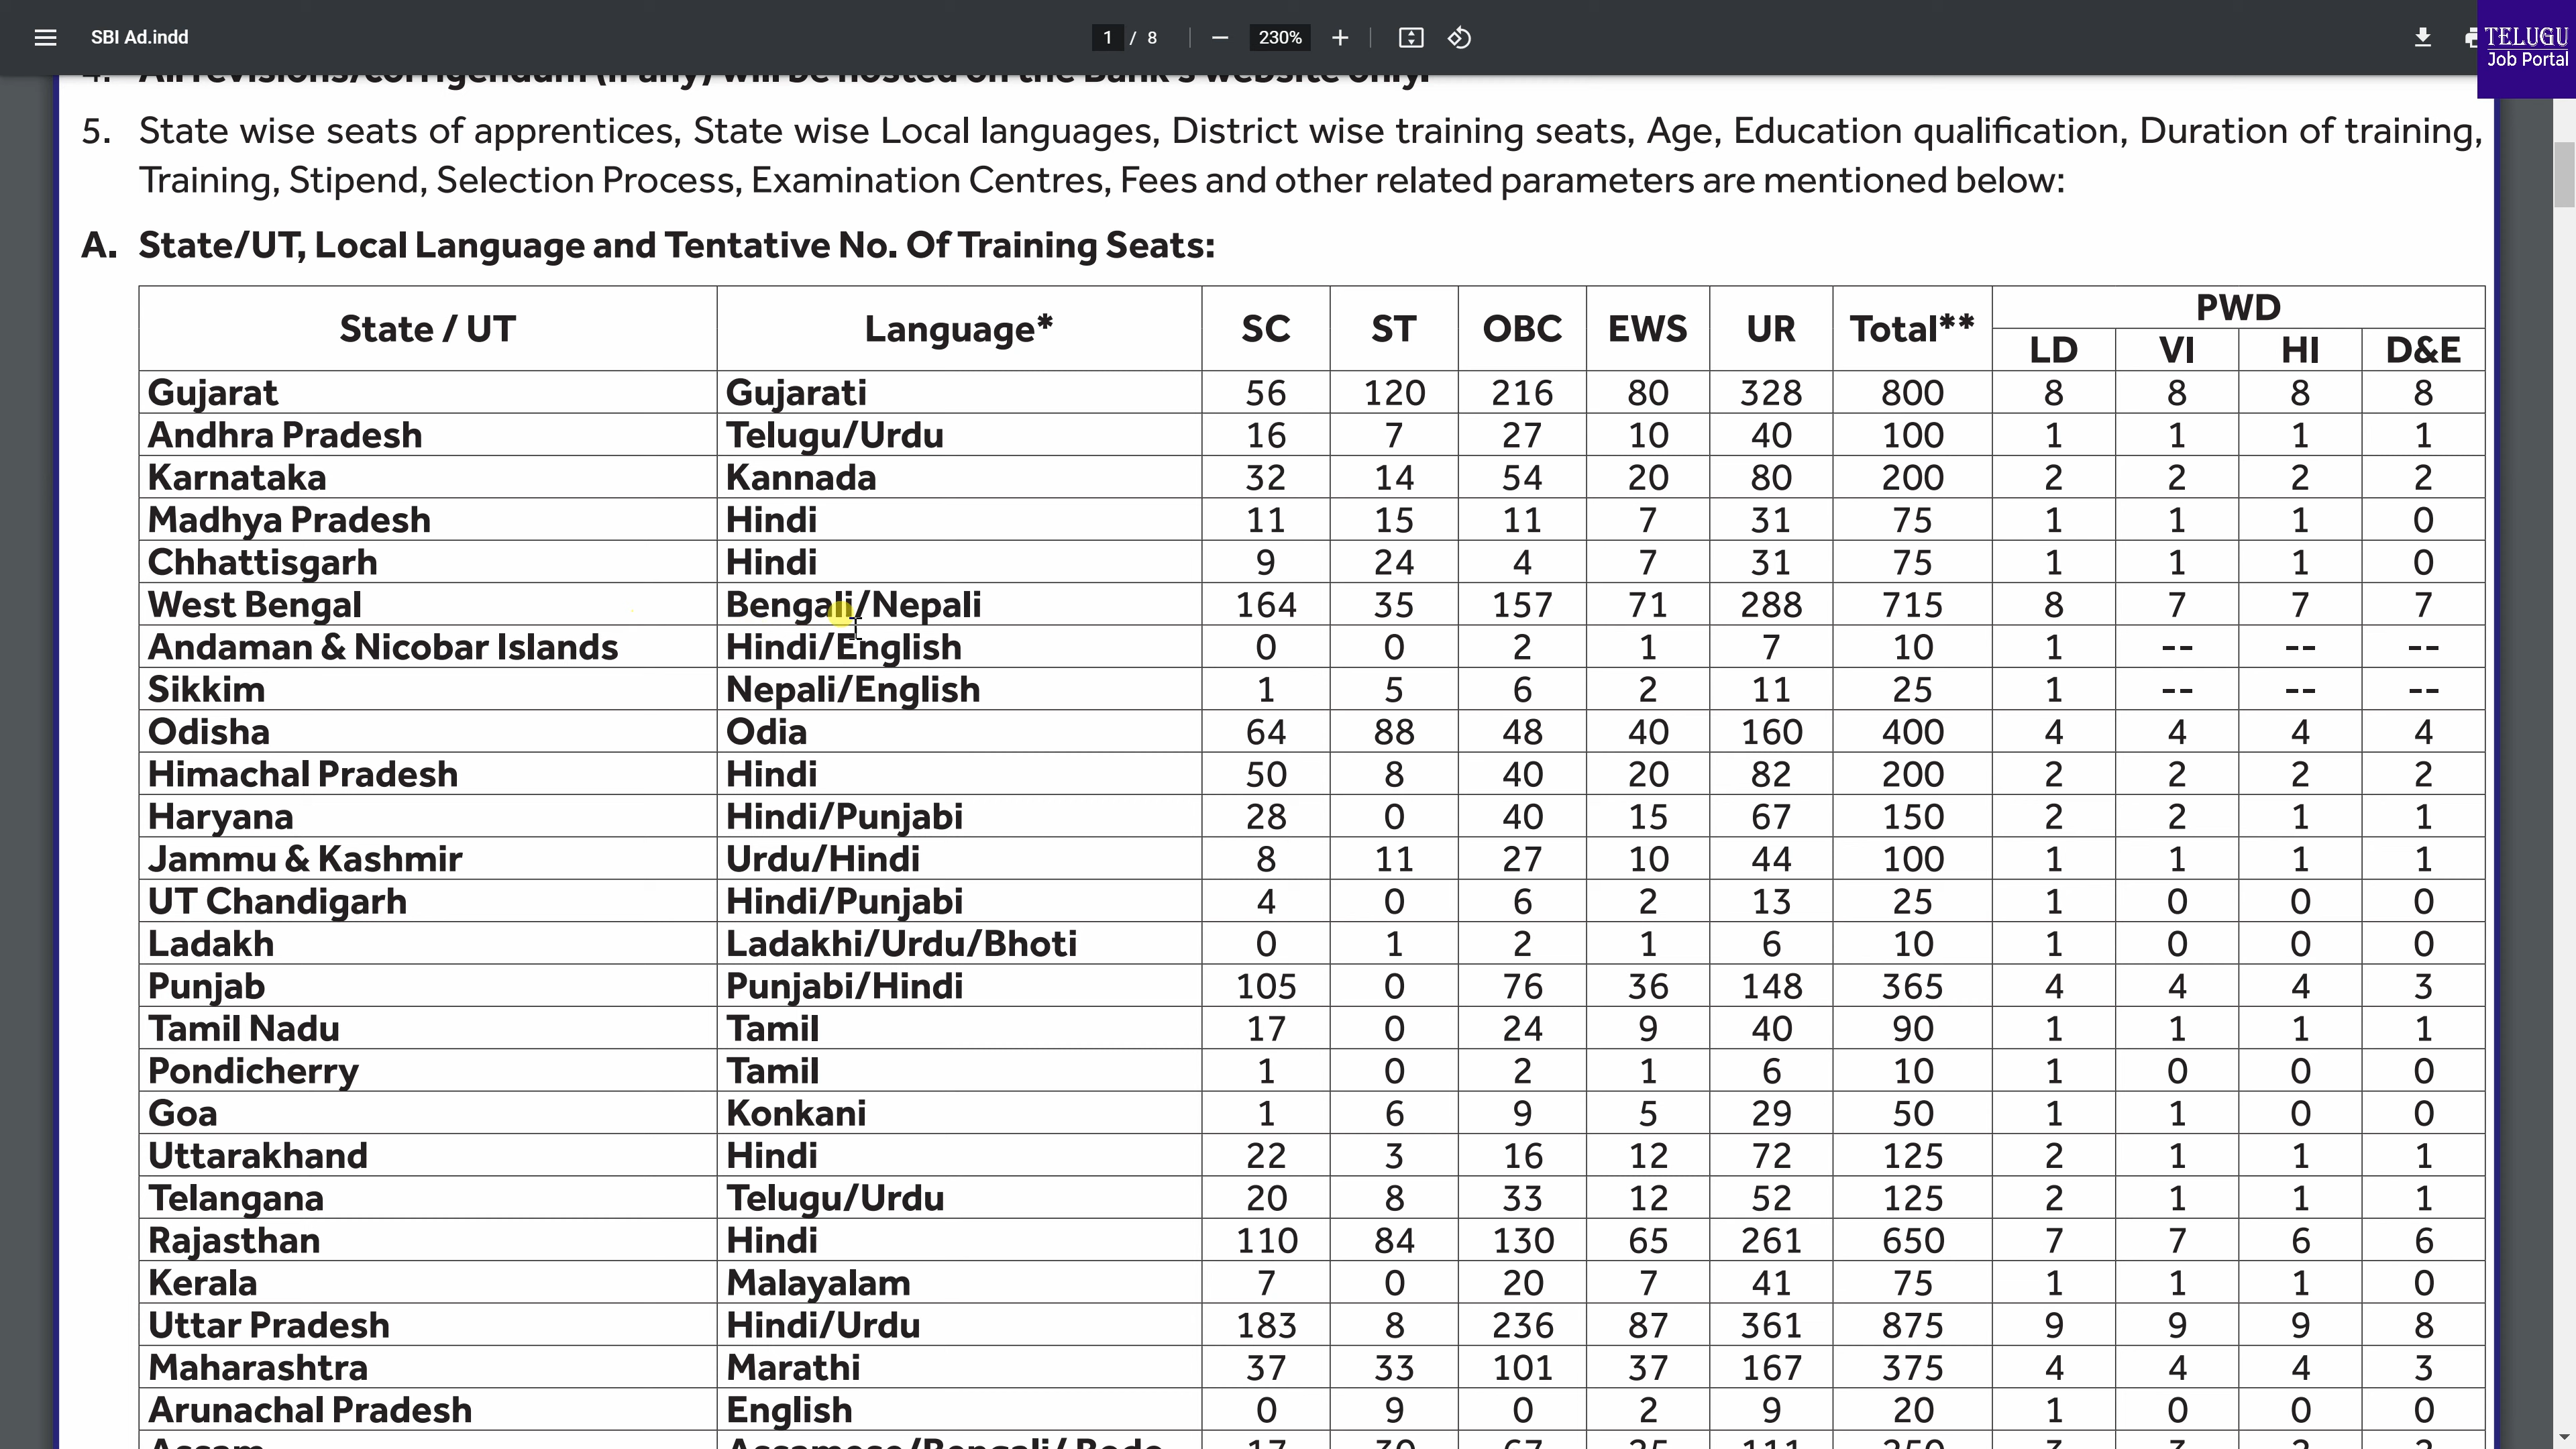 SBI Ad.indd
1 / 8
230%
TELUGU
Job Portal
4. All revisions/corrigendum (if any) will be hosted on the Bank's website only.
5. State wise seats of apprentices, State wise Local languages, District wise training seats, Age, Education qualification, Duration of training,
Training, Stipend, Selection Process, Examination Centres, Fees and other related parameters are mentioned below:
A. State/UT, Local Language and Tentative No. Of Training Seats:
State / UT Language* SC ST OBC EWS UR Total** PWD
LD VI HI D&E
Gujarat Gujarati 56 120 216 80 328 800 8 8 8 8
Andhra Pradesh Telugu/Urdu 16 7 27 10 40 100 1 1 1 1
Karnataka Kannada 32 14 54 20 80 200 2 2 2 2
Madhya Pradesh Hindi 11 15 11 7 31 75 1 1 1 0
Chhattisgarh Hindi 9 24 4 7 31 75 1 1 1 0
West Bengal Bengali/Nepali 164 35 157 71 288 715 8 7 7 7
Andaman & Nicobar Islands Hindi/English 0 0 2 1 7 10 1 -- -- --
Sikkim Nepali/English 1 5 6 2 11 25 1 -- -- --
Odisha Odia 64 88 48 40 160 400 4 4 4 4
Himachal Pradesh Hindi 50 8 40 20 82 200 2 2 2 2
Haryana Hindi/Punjabi 28 0 40 15 67 150 2 2 1 1
Jammu & Kashmir Urdu/Hindi 8 11 27 10 44 100 1 1 1 1
UT Chandigarh Hindi/Punjabi 4 0 6 2 13 25 1 0 0 0
Ladakh Ladakhi/Urdu/Bhoti 0 1 2 1 6 10 1 0 0 0
Punjab Punjabi/Hindi 105 0 76 36 148 365 4 4 4 3
Tamil Nadu Tamil 17 0 24 9 40 90 1 1 1 1
Pondicherry Tamil 1 0 2 1 6 10 1 0 0 0
Goa Konkani 1 6 9 5 29 50 1 1 0 0
Uttarakhand Hindi 22 3 16 12 72 125 2 1 1 1
Telangana Telugu/Urdu 20 8 33 12 52 125 2 1 1 1
Rajasthan Hindi 110 84 130 65 261 650 7 7 6 6
Kerala Malayalam 7 0 20 7 41 75 1 1 1 0
Uttar Pradesh Hindi/Urdu 183 8 236 87 361 875 9 9 9 8
Maharashtra Marathi 37 33 101 37 167 375 4 4 4 3
Arunachal Pradesh English 0 9 0 2 9 20 1 0 0 0
Assam Assamese/Bengali/ Bodo